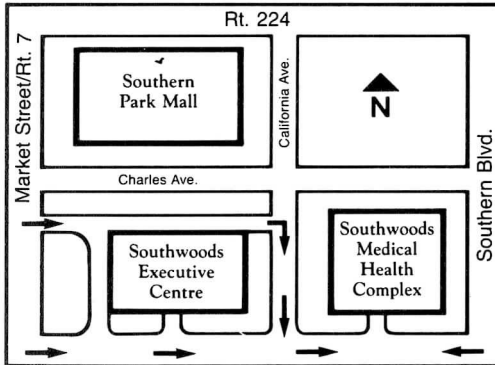 Rt. 224
Market Street/Rt. 7
Southern
Park Mall
California Ave.
N
Southern Blvd.
Charles Ave.
Southwoods
Executive
Centre
Southwoods
Medical
Health
Complex